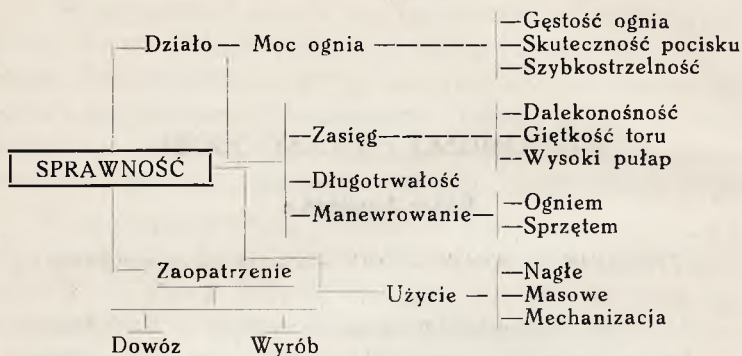 —Gęstość ognia
Działo — Moc ognia ———— —Skuteczność pocisku
—Szybkostrzelność
—Dalekonośność
—Zasięg———— —Giętkość toru
—Wysoki pułap
SPRAWNOŚĆ
—Długotrwałość
—Ogniem
—Manewrowanie—
—Sprzętem
Zaopatrzenie
—Nagłe
Użycie — —Masowe
—Mechanizacja
Dowóz Wyrób